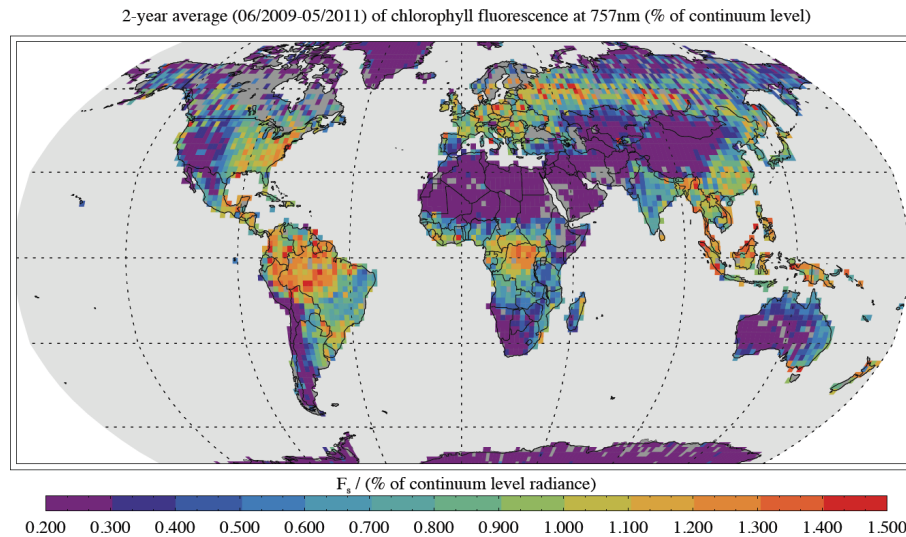 2-year average (06/2009-05/2011) of chlorophyll fluorescence at 757nm (% of continuum level)
F_s / (% of continuum level radiance)
0.200 0.300 0.400 0.500 0.600 0.700 0.800 0.900 1.000 1.100 1.200 1.300 1.400 1.500